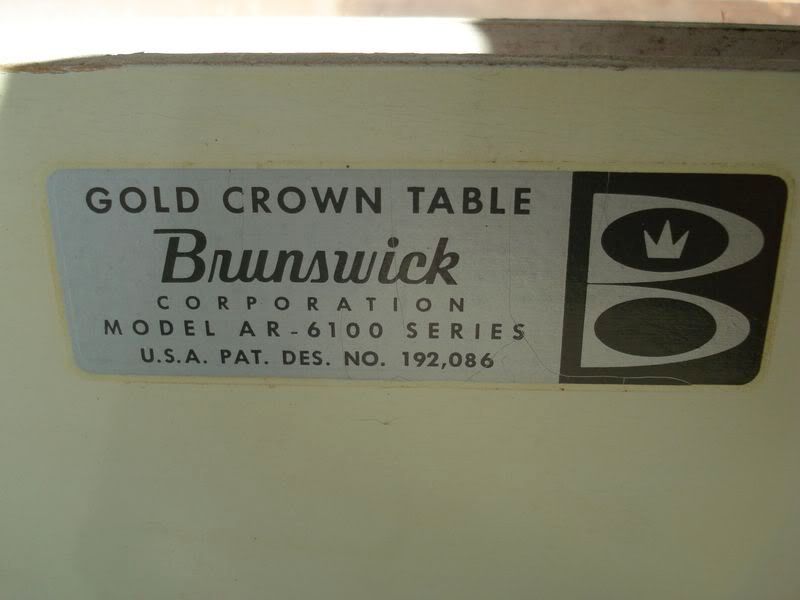 GOLD CROWN TABLE
Brunswick
CORPORATION
MODEL AR-6100 SERIES
U.S.A. PAT. DES. NO. 192,086